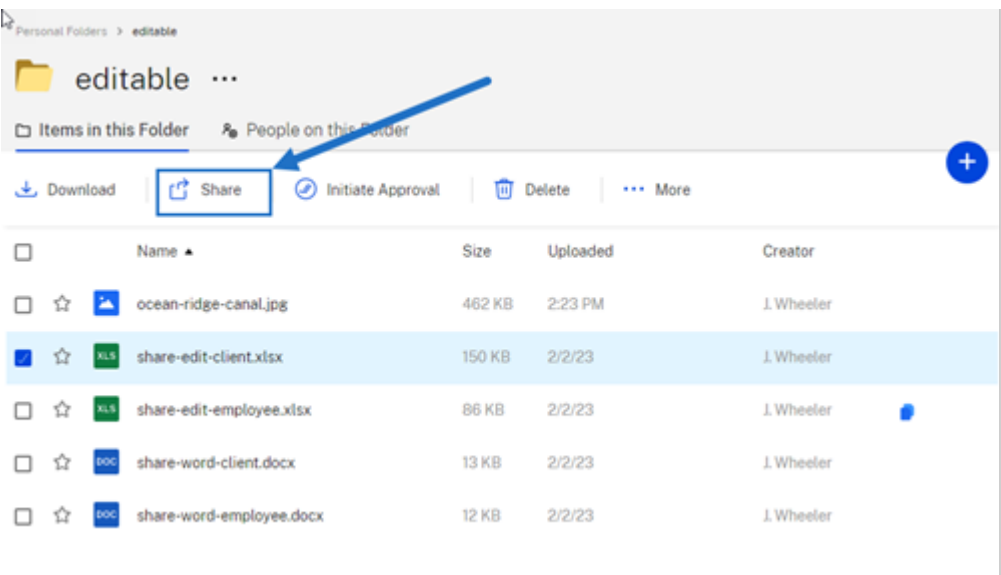 Personal Folders > editable
editable ...
Items in this Folder People on this Folder
Download Share Initiate Approval Delete ... More
Name Size Uploaded Creator
ocean-ridge-canal.jpg 462 KB 2:23 PM J. Wheeler
XLS share-edit-client.xlsx 150 KB 2/2/23 J. Wheeler
XLS share-edit-employee.xlsx 86 KB 2/2/23 J. Wheeler
DOC share-word-client.docx 13 KB 2/2/23 J. Wheeler
DOC share-word-employee.docx 12 KB 2/2/23 J. Wheeler